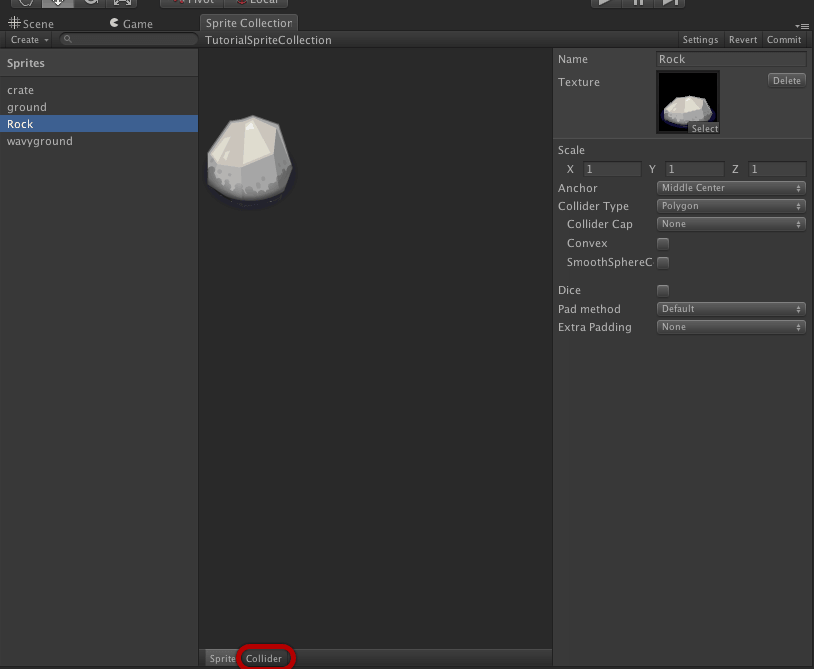 Pivot Local
Scene Game Sprite Collection
Create TutorialSpriteCollection Settings Revert Commit
Sprites
crate
ground
Rock
wavyground
Name Rock
Texture Delete
Select
Scale
X 1 Y 1 Z 1
Anchor Middle Center
Collider Type Polygon
Collider Cap None
Convex
SmoothSphereC
Dice
Pad method Default
Extra Padding None
Sprite Collider